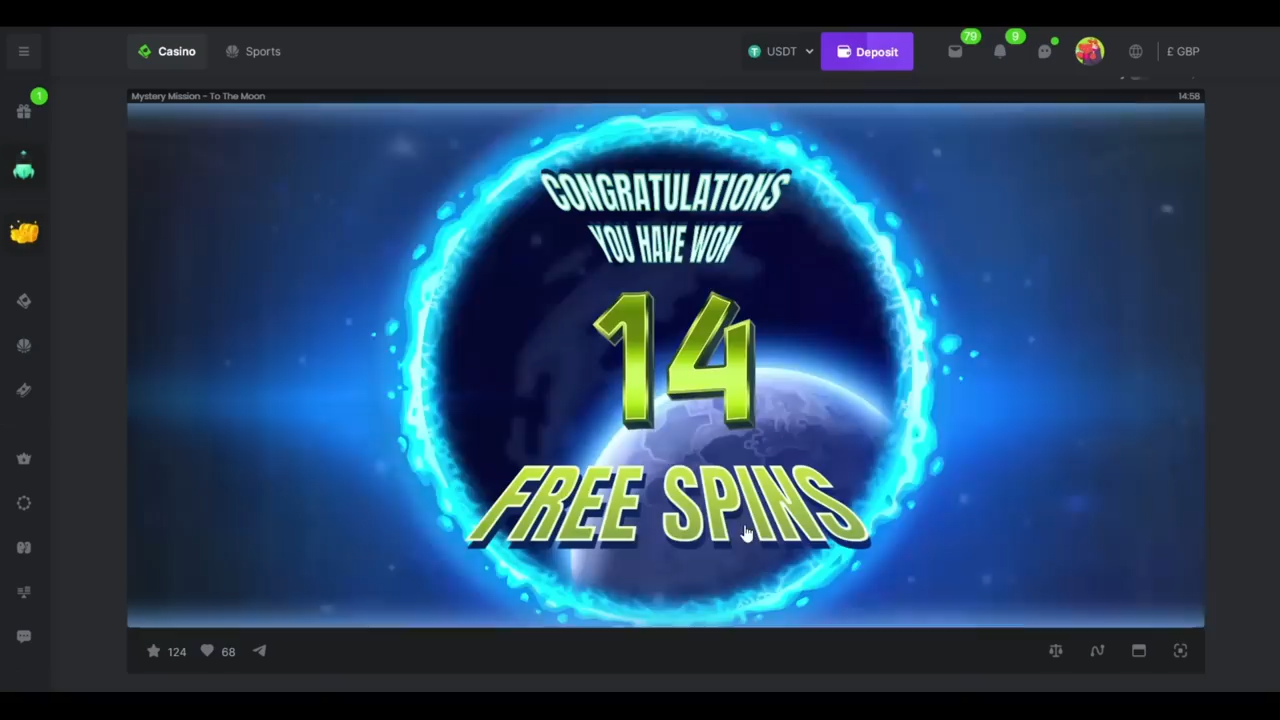 Casino
Sports
USDT
Deposit
79
9
£ GBP
1
Mystery Mission - To The Moon
14:58
CONGRATULATIONS
YOU HAVE WON
14
FREE SPINS
124
68